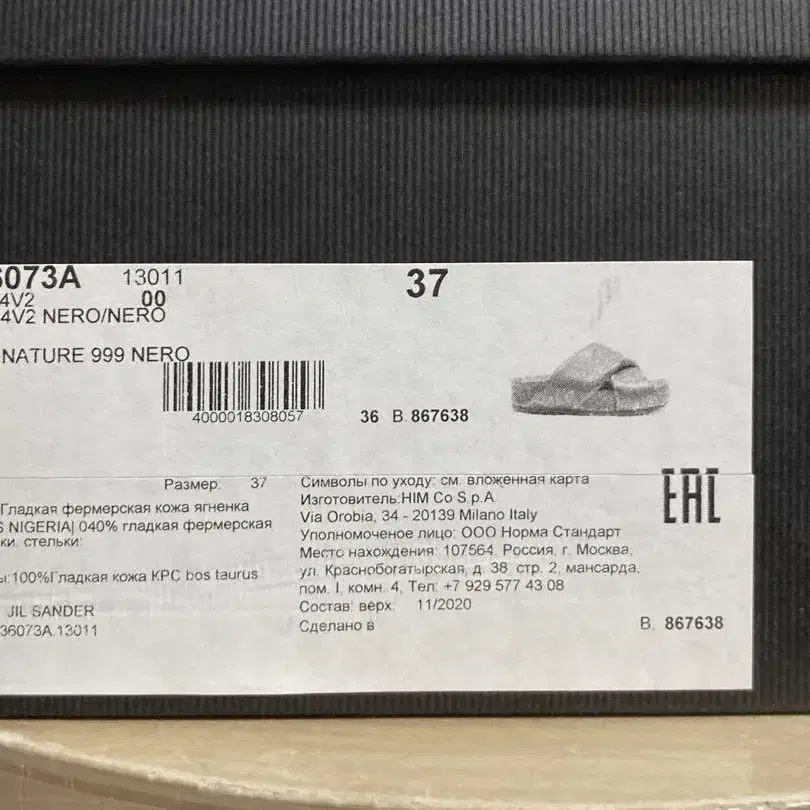 6073A 13011
4V2 00
4V2 NERO/NERO
37
NATURE 999 NERO
4000018308057
36 B. 867638
Размер: 37
Гладкая фермерская кожа ягненка
S NIGERIA| 040% гладкая фермерская
ки. стельки:
ы:100%Гладкая кожа КРС bos taurus
JIL SANDER
36073A.13011
Символы по уходу: см. вложенная карта
Изготовитель:HIM Co S.p.A.
Via Orobia, 34 - 20139 Milano Italy
Уполномоченое лицо: ООО Норма Стандарт
Место нахождения: 107564, Россия, г. Москва,
ул. Краснобогатырская, д. 38, стр. 2, мансарда,
пом. I, комн. 4, Тел: +7 929 577 43 08
Состав: верх: 11/2020
Сделано в
B. 867638
EAC